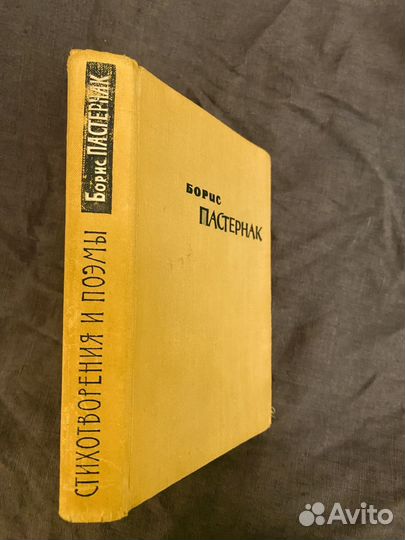 СТИХОТВОРЕНИЯ И ПОЭМЫ
Борис ПАСТЕРНАК
БОРИС
ПАСТЕРНАК
Avito